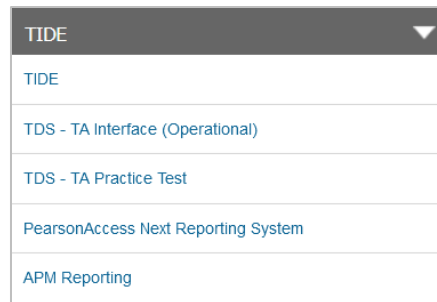 TIDE
TIDE
TDS - TA Interface (Operational)
TDS - TA Practice Test
PearsonAccess Next Reporting System
APM Reporting